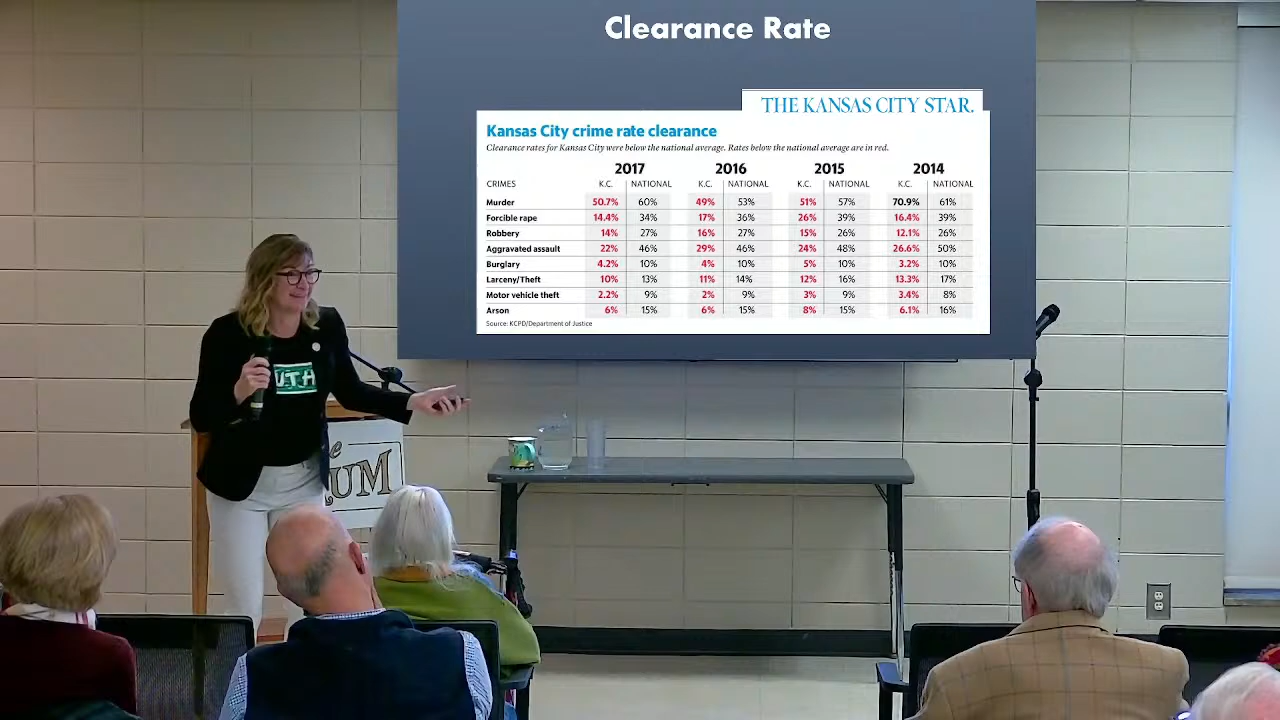 Clearance Rate
THE KANSAS CITY STAR.
Kansas City crime rate clearance
Clearance rates for Kansas City were below the national average. Rates below the national average are in red.
2017 2016 2015 2014
CRIMES K.C. NATIONAL K.C. NATIONAL K.C. NATIONAL K.C. NATIONAL
Murder 50.7% 60% 49% 53% 51% 57% 70.9% 61%
Forcible rape 14.4% 34% 17% 36% 26% 39% 16.4% 39%
Robbery 14% 27% 16% 27% 15% 26% 12.1% 26%
Aggravated assault 22% 46% 29% 46% 24% 48% 26.6% 50%
Burglary 4.2% 10% 4% 10% 5% 10% 3.2% 10%
Larceny/Theft 10% 13% 11% 14% 12% 16% 13.3% 17%
Motor vehicle theft 2.2% 9% 2% 9% 3% 9% 3.4% 8%
Arson 6% 15% 6% 15% 8% 15% 6.1% 16%
Source: KCPD/Department of Justice
UTH
UM